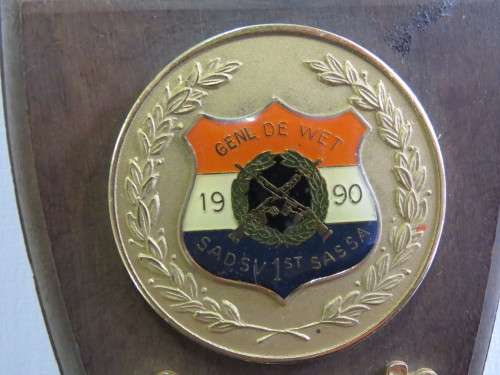 GENL DE WET
19 90
SADSV 1ST SASSA